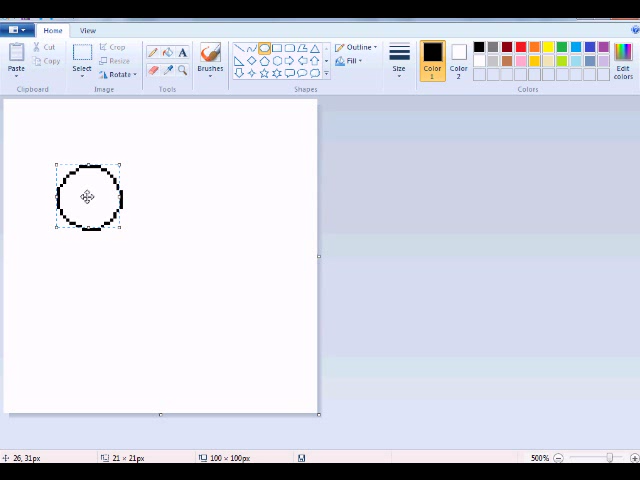 Home View
Paste Cut Copy
Clipboard
Select Crop Resize Rotate
Image
A
Tools
Brushes
Outline Fill
Shapes
Size
Color 1
Color 2
Edit colors
Colors
26, 31px 21 × 21px 100 × 100px 500%